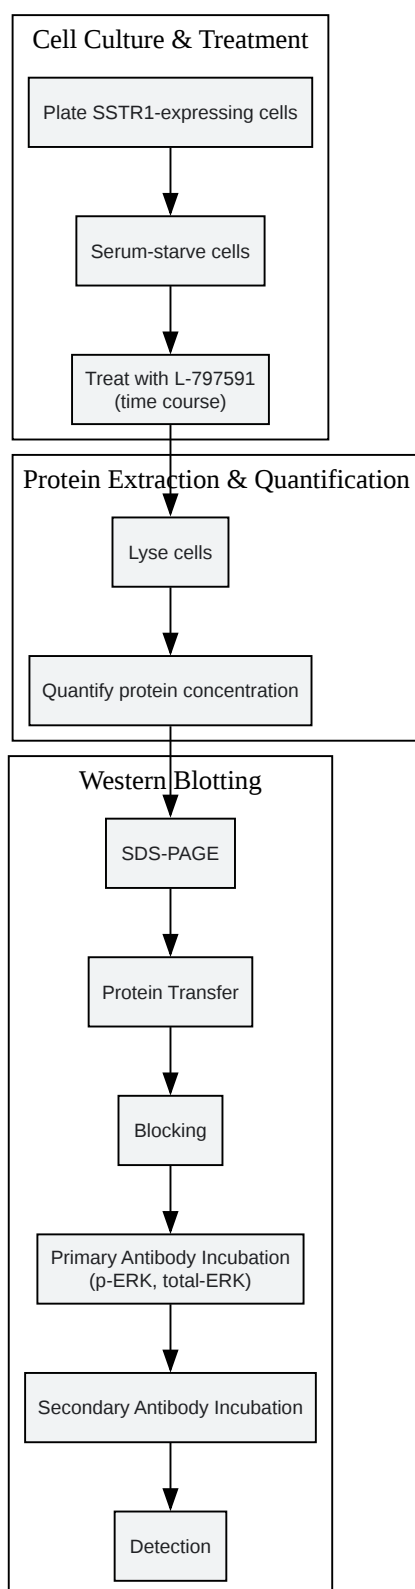 Cell Culture & Treatment
Plate SSTR1-expressing cells
Serum-starve cells
Treat with L-797591
(time course)
Protein Extraction & Quantification
Lyse cells
Quantify protein concentration
Western Blotting
SDS-PAGE
Protein Transfer
Blocking
Primary Antibody Incubation
(p-ERK, total-ERK)
Secondary Antibody Incubation
Detection